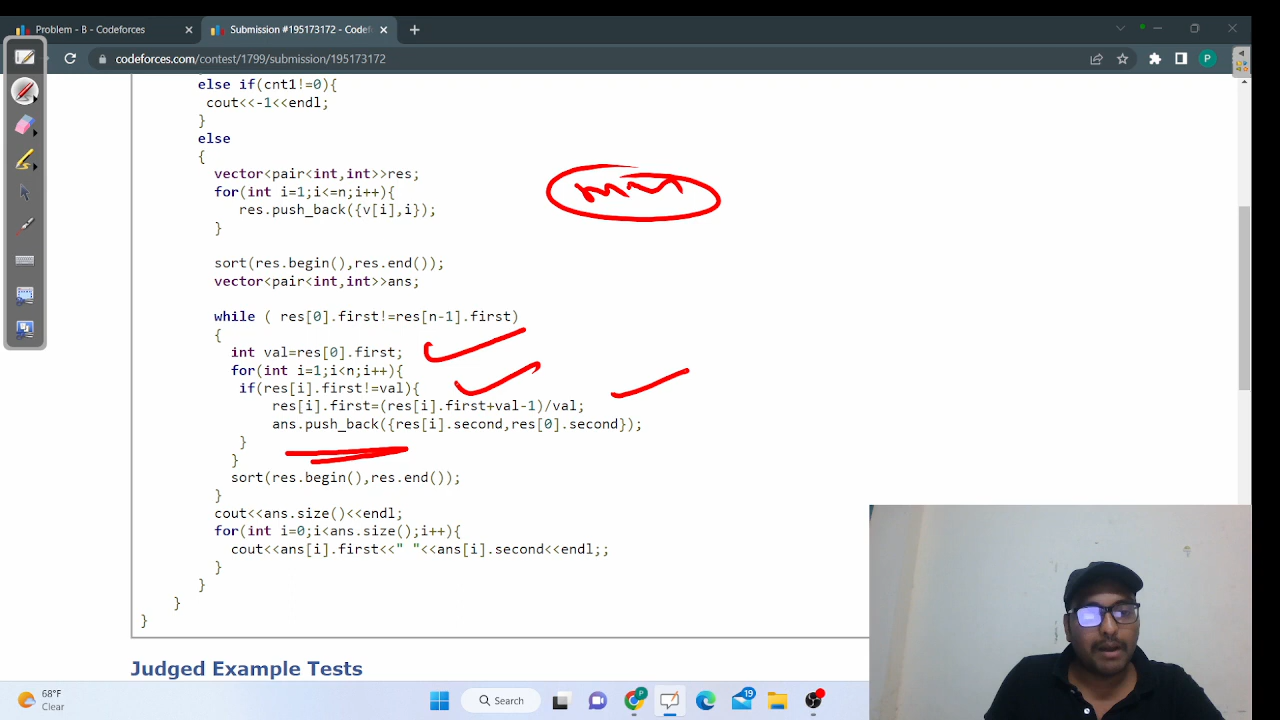 Problem - B - Codeforces
Submission #195173172 - Codef
codeforces.com/contest/1799/submission/195173172
P
else if(cnt1!=0){
cout<<-1<<endl;
}
else
{
vector<pair<int,int>>res;
for(int i=1;i<=n;i++){
res.push_back({v[i],i});
}
sort(res.begin(),res.end());
vector<pair<int,int>>ans;
while ( res[0].first!=res[n-1].first)
{
int val=res[0].first;
for(int i=1;i<n;i++){
if(res[i].first!=val){
res[i].first=(res[i].first+val-1)/val;
ans.push_back({res[i].second,res[0].second});
}
}
sort(res.begin(),res.end());
}
cout<<ans.size()<<endl;
for(int i=0;i<ans.size();i++){
cout<<ans[i].first<<" "<<ans[i].second<<endl;;
}
}
}
}
Judged Example Tests
68°F
Clear
Search
P
19